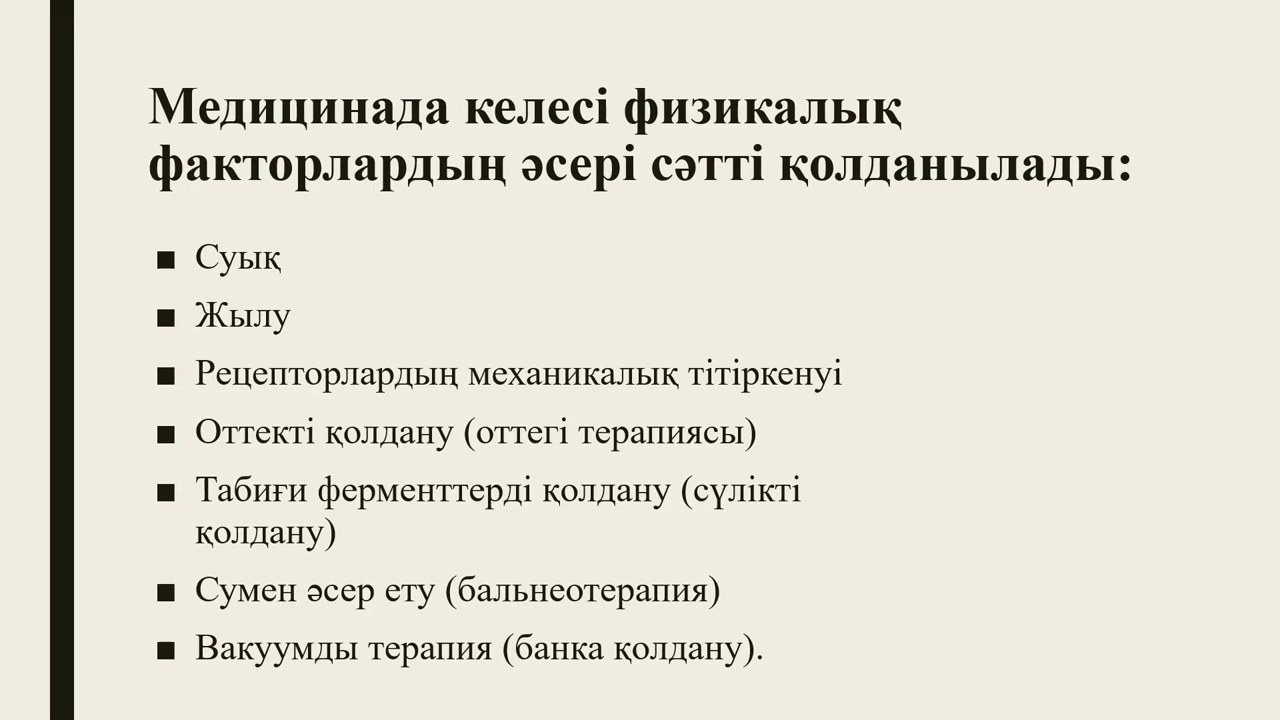 Медицинада келесі физикалық
факторлардың әсері сәтті қолданылады:
■ Суық
■ Жылу
■ Рецепторлардың механикалық тітіркенуі
■ Оттекті қолдану (оттегі терапиясы)
■ Табиғи ферменттерді қолдану (сүлікті
қолдану)
■ Сумен әсер ету (бальнеотерапия)
■ Вакуумды терапия (банка қолдану).